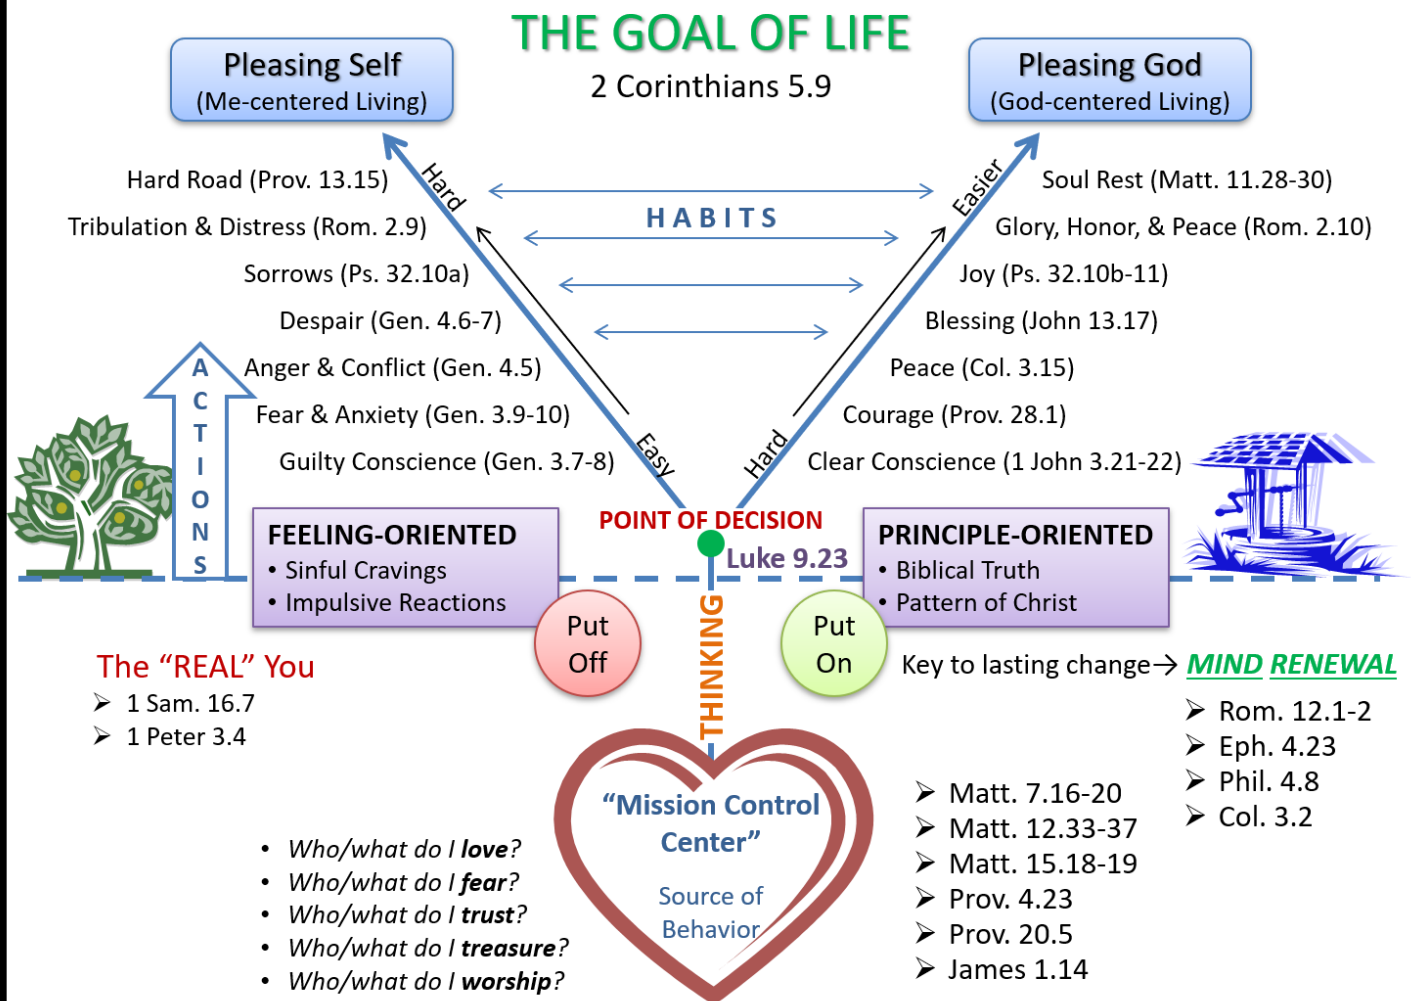 THE GOAL OF LIFE
2 Corinthians 5.9
Pleasing Self
(Me-centered Living)
Pleasing God
(God-centered Living)
Hard
Easy
Hard Road (Prov. 13.15)
Tribulation & Distress (Rom. 2.9)
Sorrows (Ps. 32.10a)
Despair (Gen. 4.6-7)
Anger & Conflict (Gen. 4.5)
Fear & Anxiety (Gen. 3.9-10)
Guilty Conscience (Gen. 3.7-8)
HABITS
Easier
Hard
Soul Rest (Matt. 11.28-30)
Glory, Honor, & Peace (Rom. 2.10)
Joy (Ps. 32.10b-11)
Blessing (John 13.17)
Peace (Col. 3.15)
Courage (Prov. 28.1)
Clear Conscience (1 John 3.21-22)
ACTIONS
FEELING-ORIENTED
• Sinful Cravings
• Impulsive Reactions
POINT OF DECISION
Luke 9.23
PRINCIPLE-ORIENTED
• Biblical Truth
• Pattern of Christ
Put
Off
THINKING
Put
On
The “REAL” You
➢ 1 Sam. 16.7
➢ 1 Peter 3.4
Key to lasting change→ MIND RENEWAL
➢ Rom. 12.1-2
➢ Eph. 4.23
➢ Phil. 4.8
➢ Col. 3.2
“Mission Control
Center”
Source of
Behavior
• Who/what do I love?
• Who/what do I fear?
• Who/what do I trust?
• Who/what do I treasure?
• Who/what do I worship?
➢ Matt. 7.16-20
➢ Matt. 12.33-37
➢ Matt. 15.18-19
➢ Prov. 4.23
➢ Prov. 20.5
➢ James 1.14